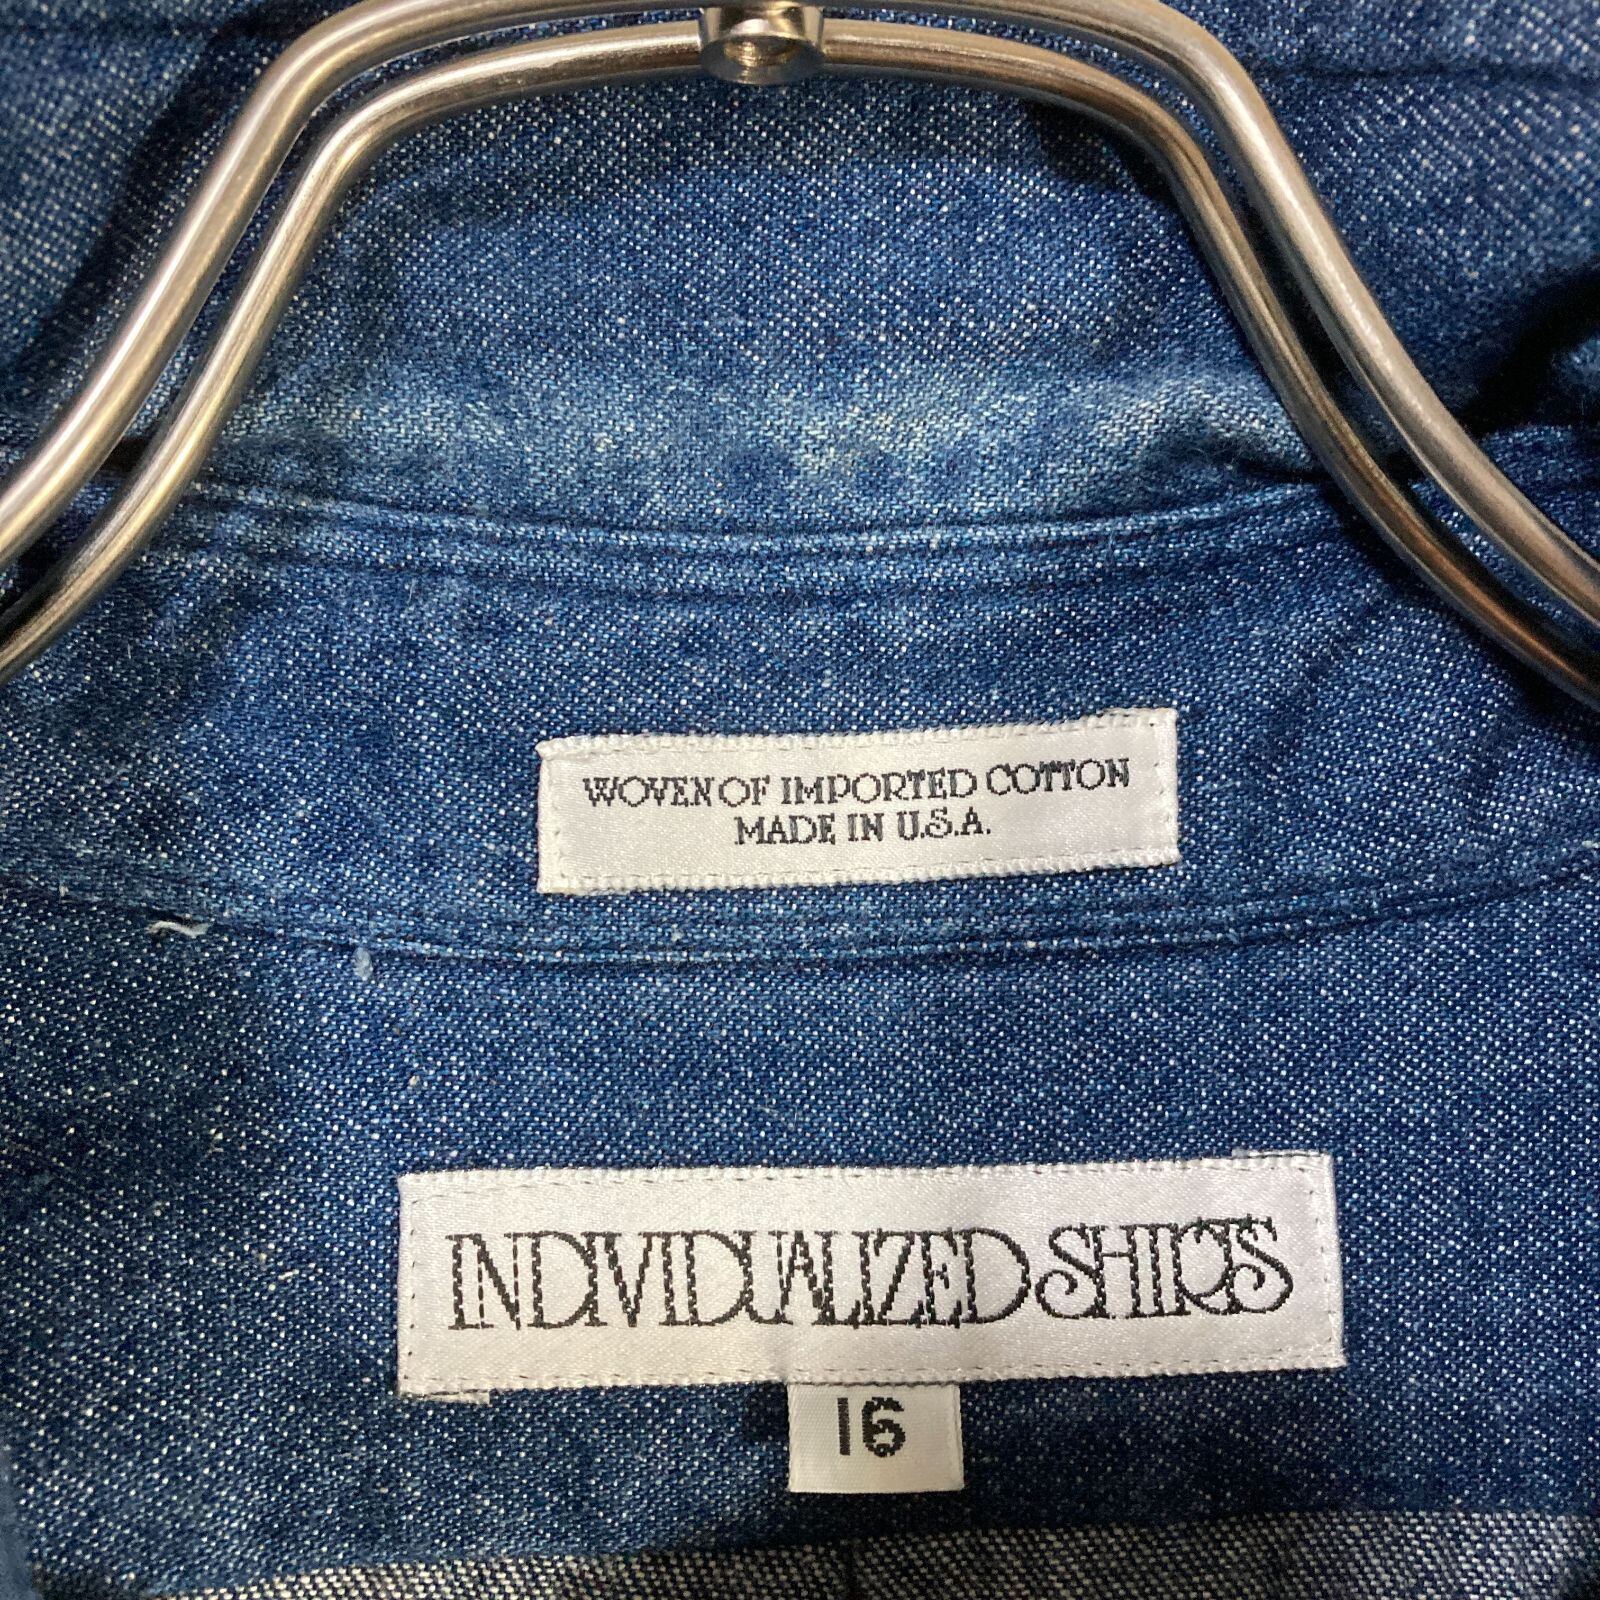 WOVEN OF IMPORTED COTTON
MADE IN U.S.A.
INDIVIDUALIZED SHIRTS
16